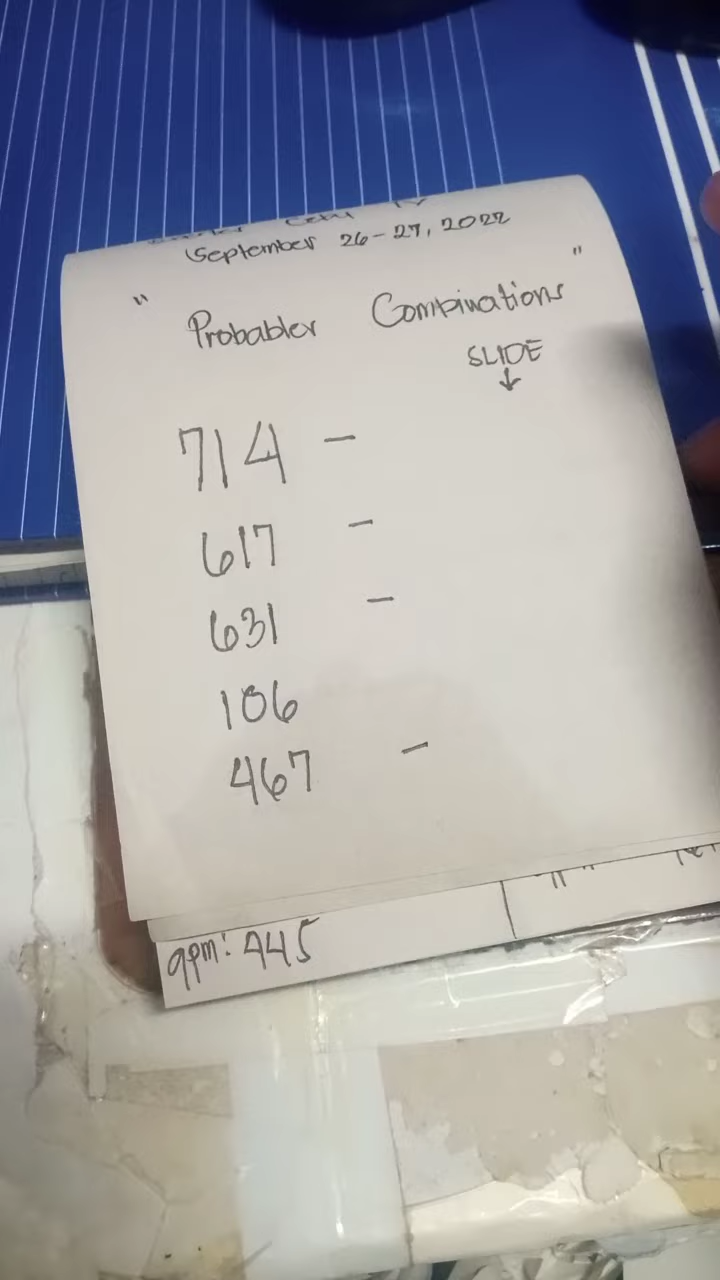 September 26-27, 2022
" Probabler Combinations "
SLIDE
↓
714 -
617 -
631 -
106
467 -
9pm: 445